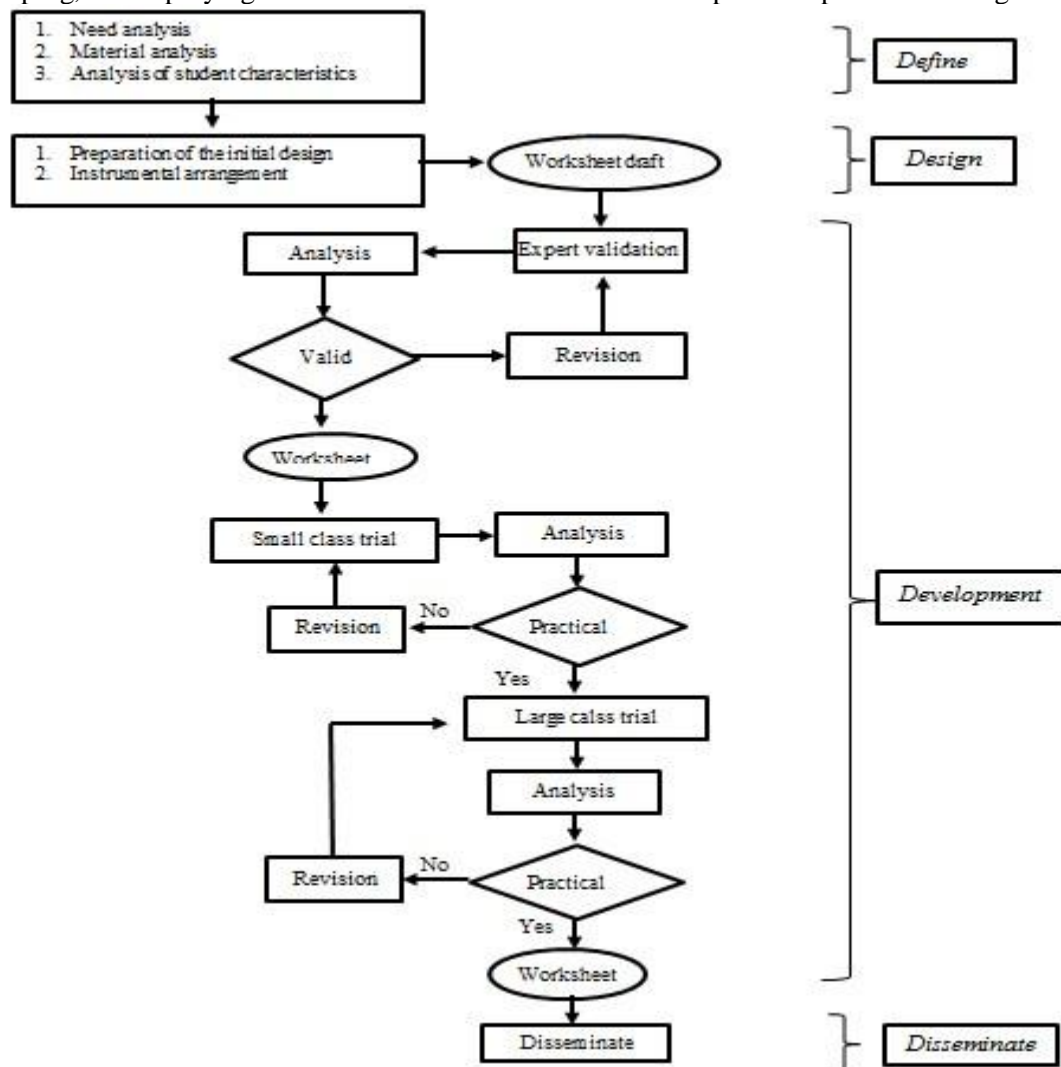 1. Need analysis
2. Material analysis
3. Analysis of student characteristics
Define
1. Preparation of the initial design
2. Instrumental arrangement
Worksheet draft
Design
Analysis
Expert validation
Valid
Revision
Worksheet
Small class trial
Analysis
Revision
No
Practical
Development
Yes
Large calss trial
Analysis
Revision
No
Practical
Yes
Worksheet
Disseminate
Disseminate